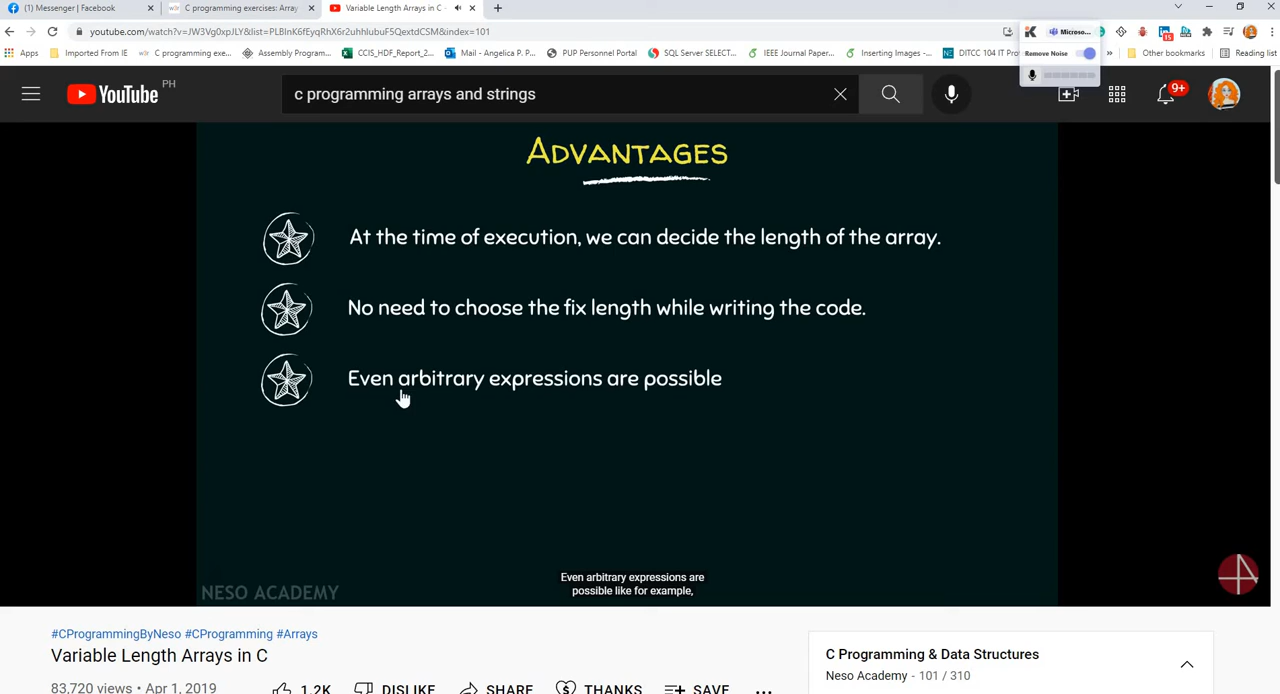 (1) Messenger | Facebook
C programming exercises: Array
Variable Length Arrays in C -
youtube.com/watch?v=JW3Vg0xpJLY&list=PLBlnK6fEyqRhX6r2uhhlubuF5QextdCSM&index=101
Microso...
Remove Noise
Apps
Imported From IE
C programming exe...
Assembly Program...
CCIS_HDF_Report_2...
Mail - Angelica P. O...
PUP Personnel Portal
SQL Server SELECT...
IEEE Journal Paper...
Inserting Images -...
DITCC 104 IT Pro
»
Other bookmarks
Reading list
15
YouTube PH
c programming arrays and strings
9+
ADVANTAGES
At the time of execution, we can decide the length of the array.
No need to choose the fix length while writing the code.
Even arbitrary expressions are possible
Even arbitrary expressions are
possible like for example,
NESO ACADEMY
#CProgrammingByNeso #CProgramming #Arrays
Variable Length Arrays in C
83,720 views • Apr 1, 2019
1.2K
DISLIKE
SHARE
THANKS
SAVE
...
C Programming & Data Structures
Neso Academy - 101 / 310